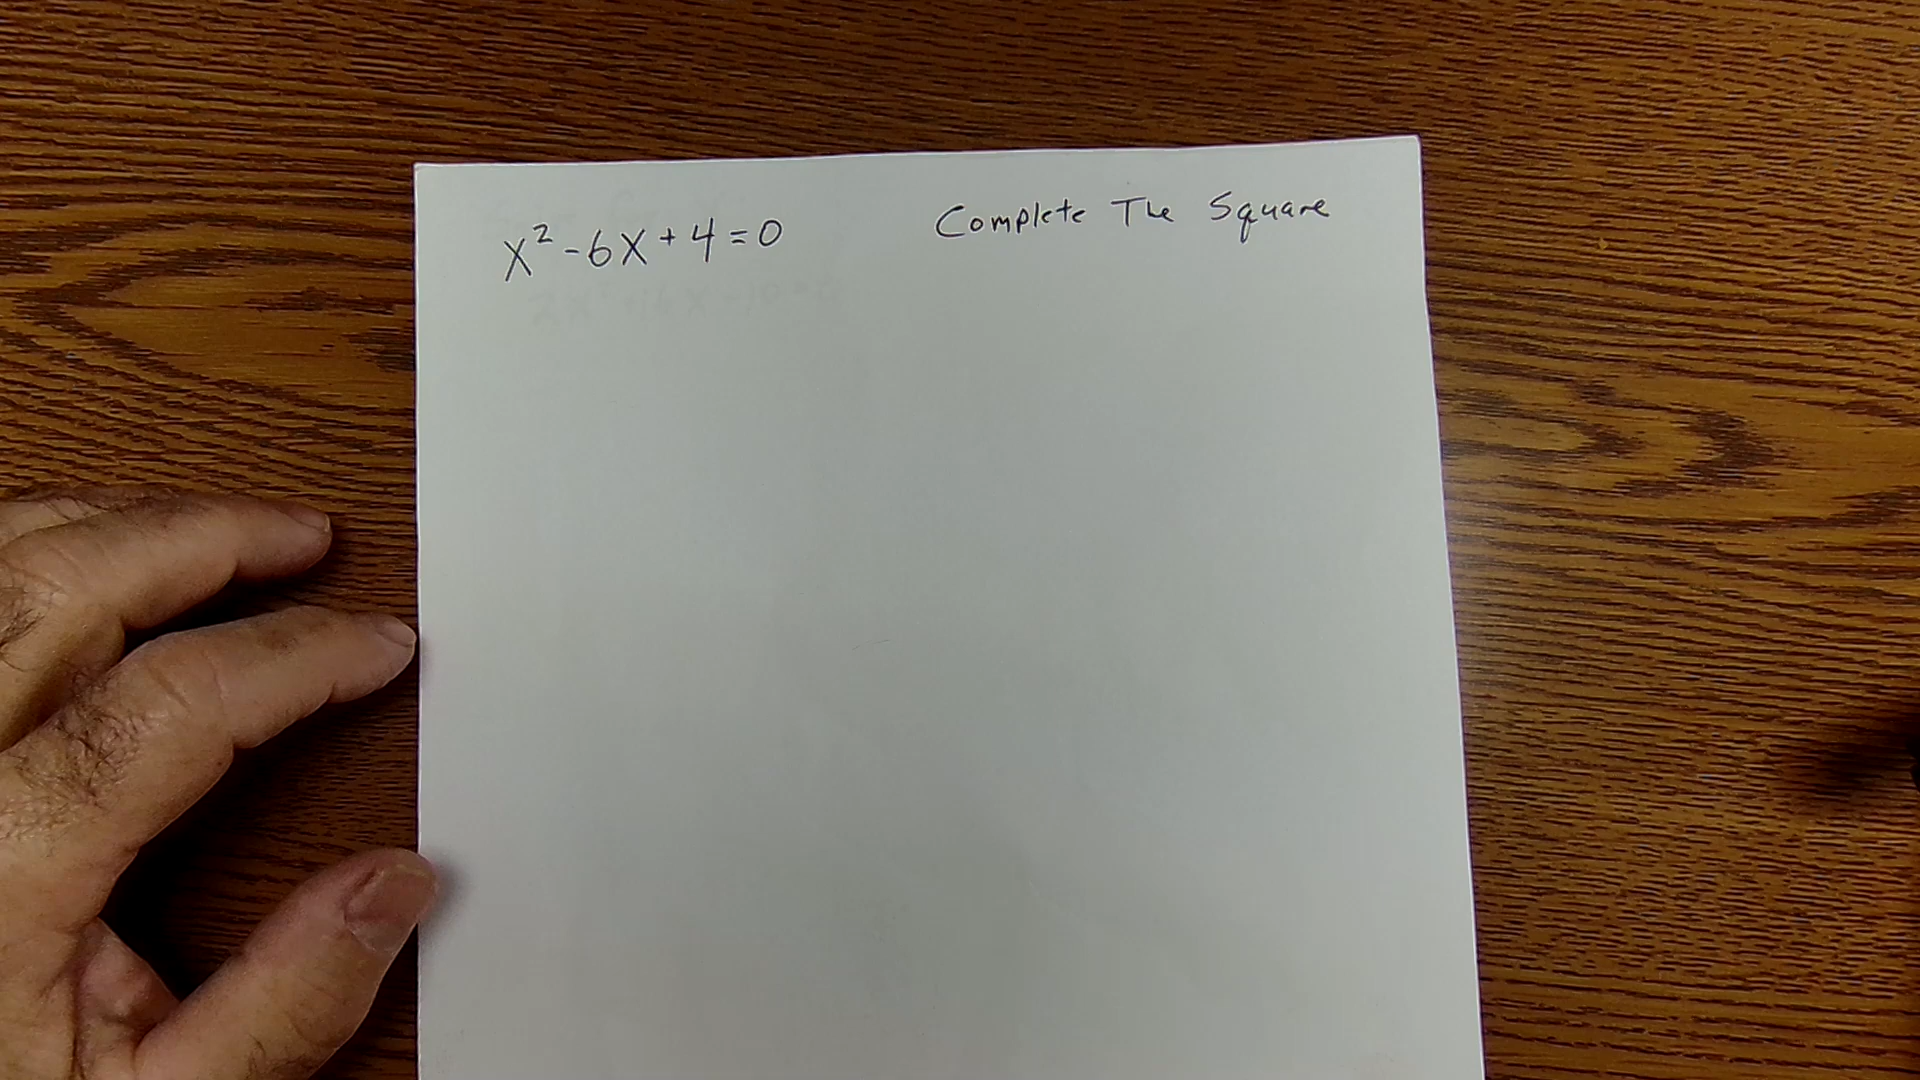 x² - 6x + 4 = 0
Complete The Square